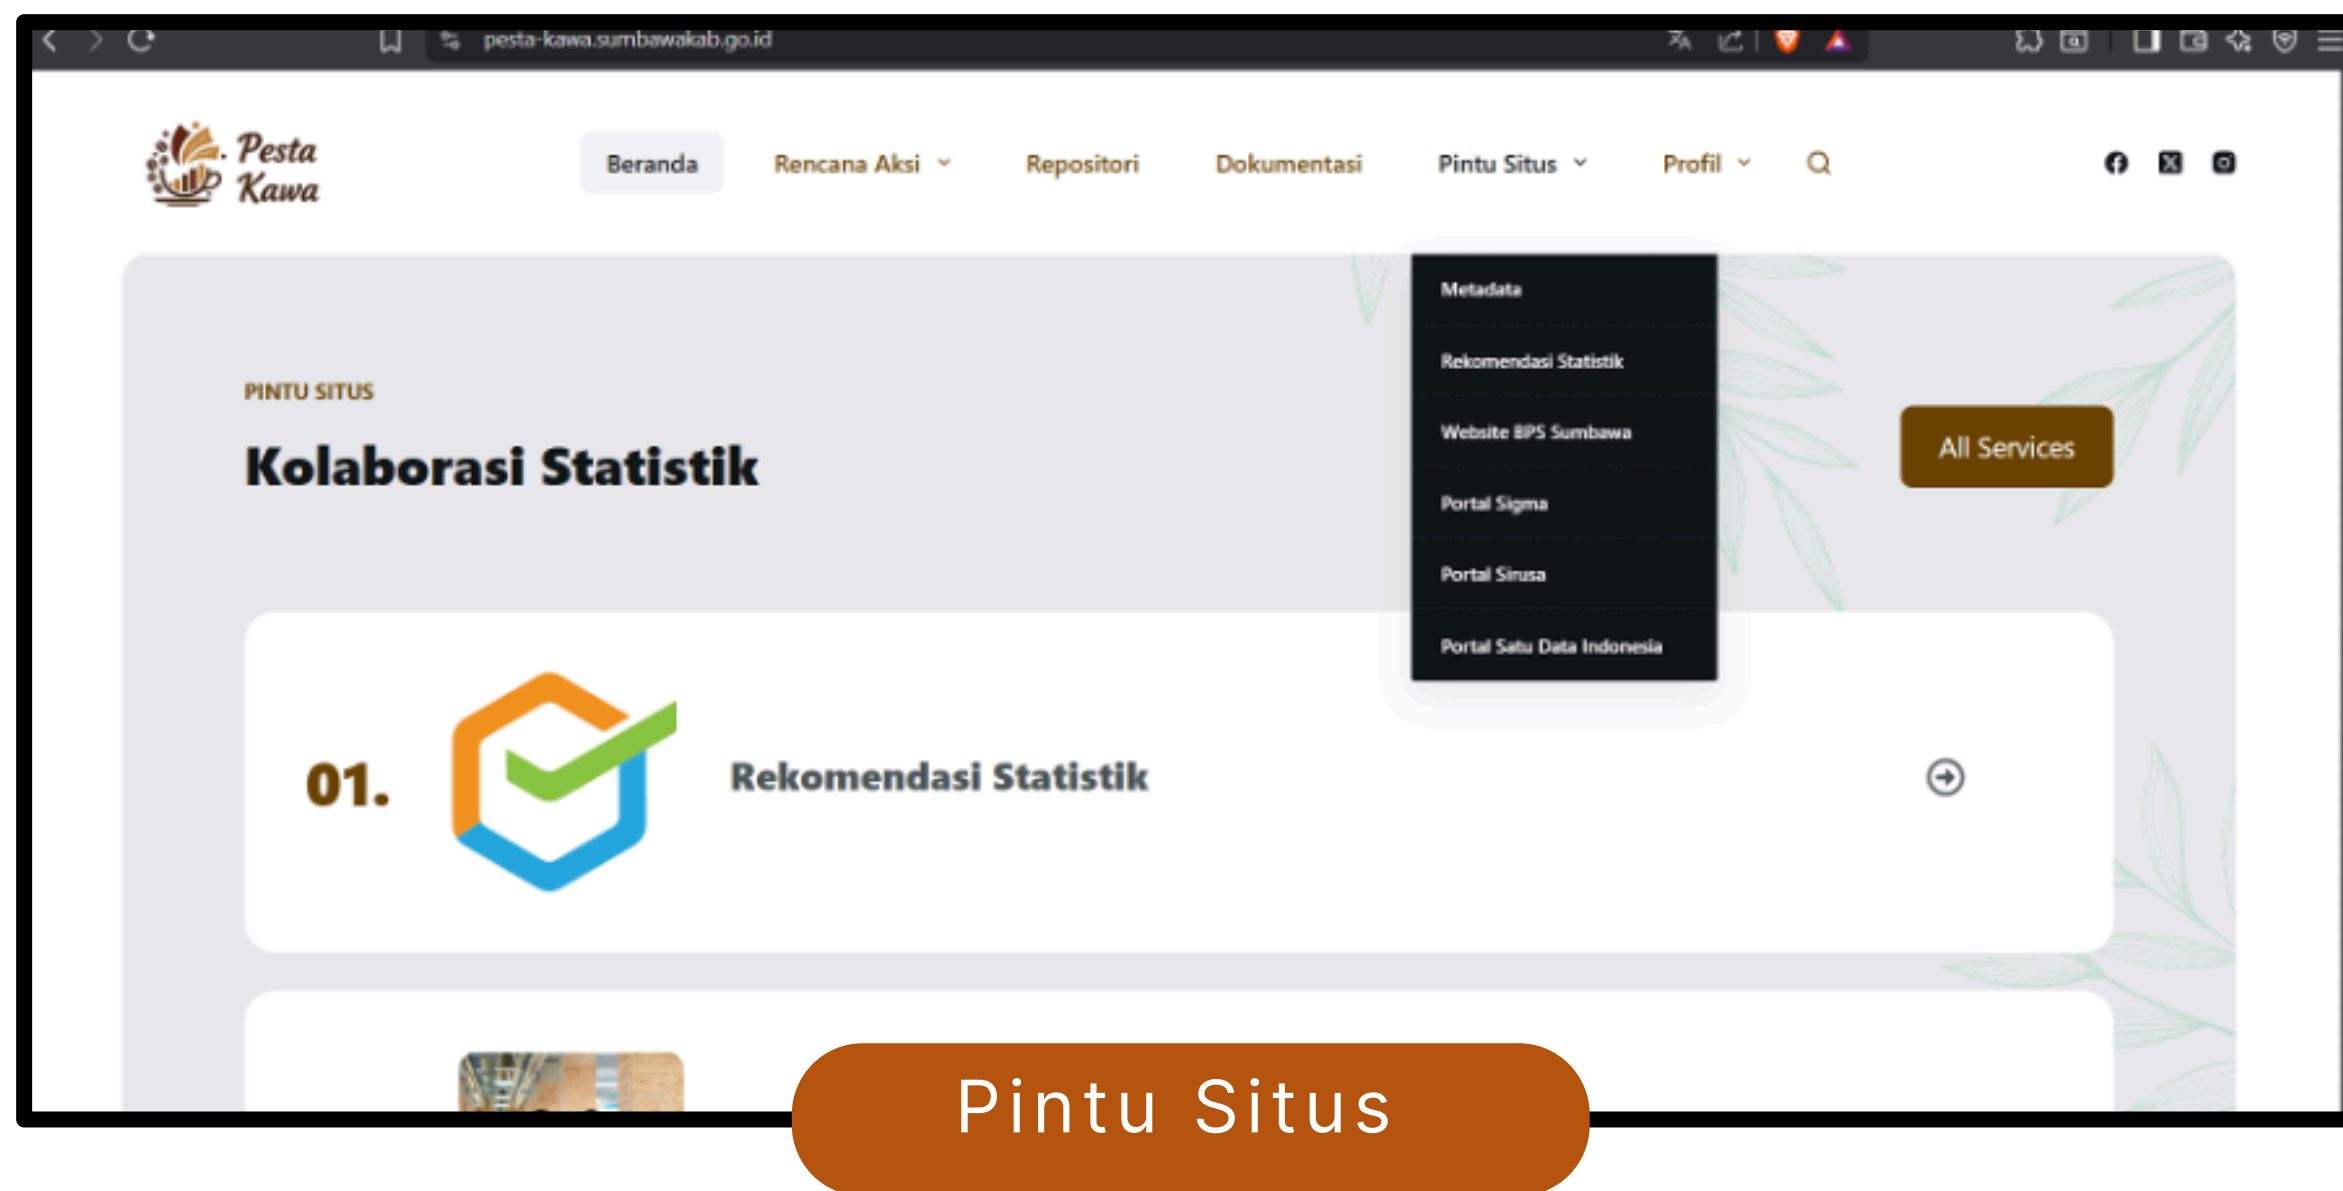 pesta-kawa.sumbawakab.go.id
Pesta
Kawa
Beranda Rencana Aksi Repositori Dokumentasi Pintu Situs Profil
Metadata
Rekomendasi Statistik
Website BPS Sumbawa
Portal Sigma
Portal Sirusa
Portal Satu Data Indonesia
PINTU SITUS
Kolaborasi Statistik
All Services
01.
Rekomendasi Statistik
Pintu Situs